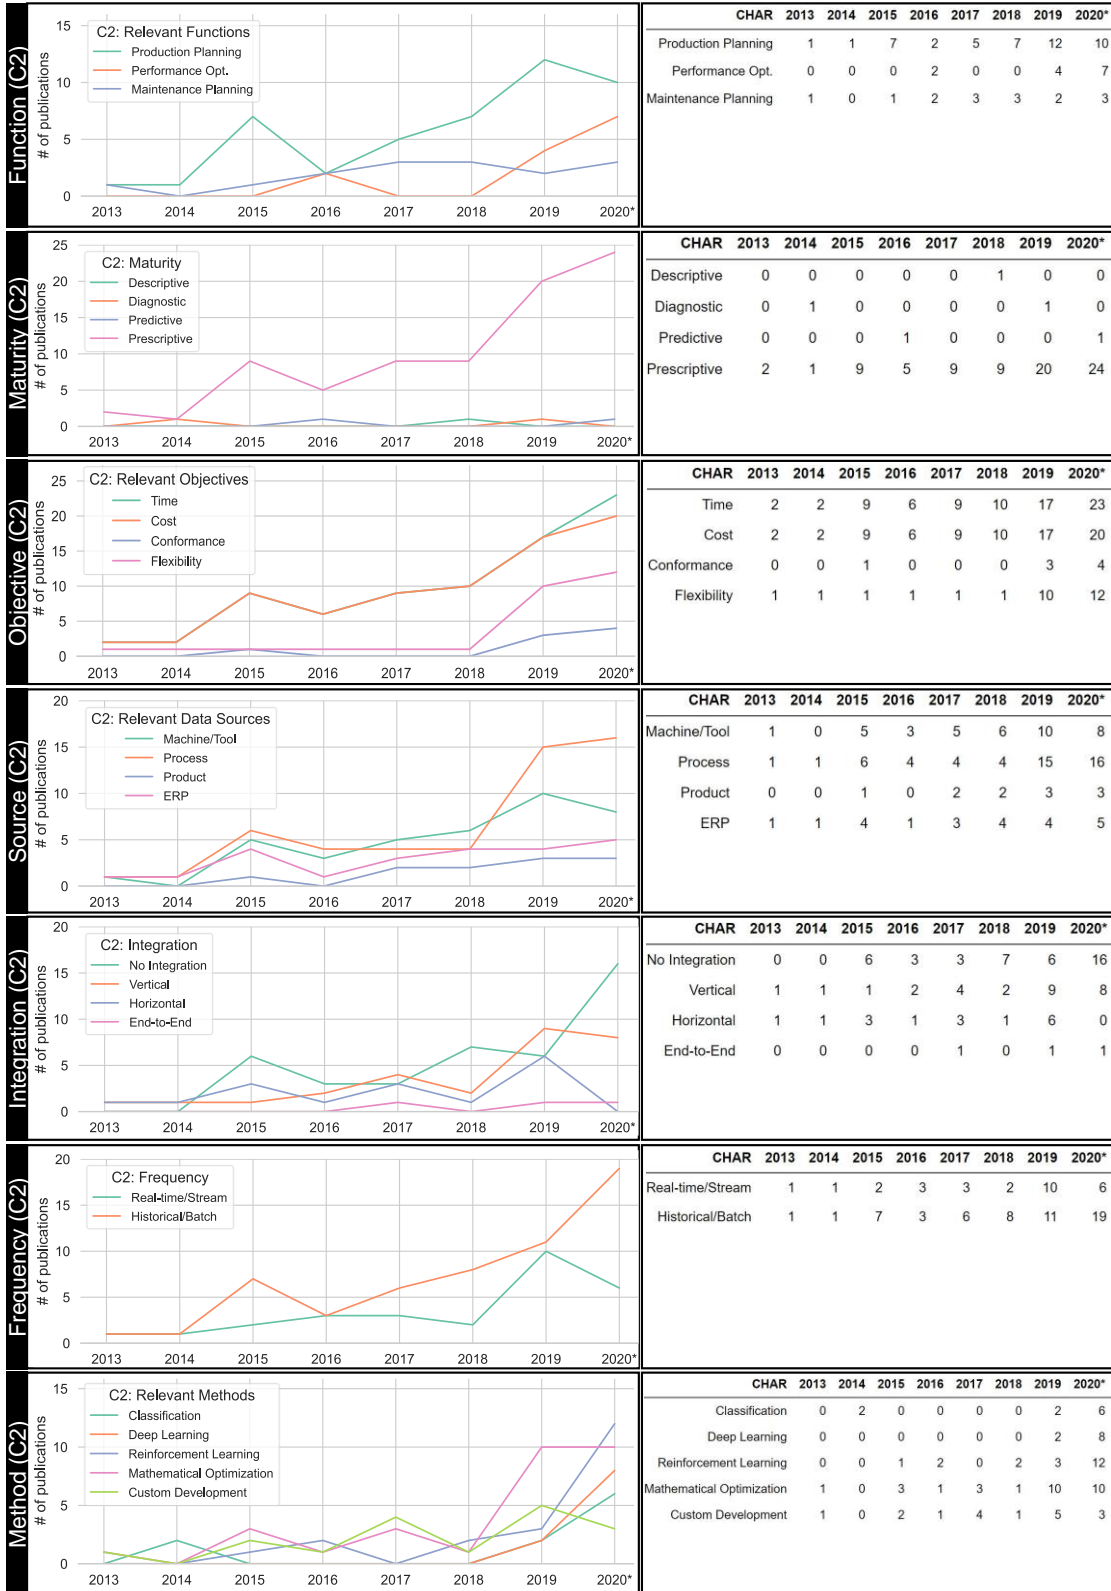 Function (C2)
# of publications
C2: Relevant Functions
Production Planning
Performance Opt.
Maintenance Planning
15
10
5
0
2013 2014 2015 2016 2017 2018 2019 2020*
CHAR 2013 2014 2015 2016 2017 2018 2019 2020*
Production Planning 1 1 7 2 5 7 12 10
Performance Opt. 0 0 0 2 0 0 4 7
Maintenance Planning 1 0 1 2 3 3 2 3
Maturity (C2)
# of publications
C2: Maturity
Descriptive
Diagnostic
Predictive
Prescriptive
25
20
15
10
5
0
2013 2014 2015 2016 2017 2018 2019 2020*
CHAR 2013 2014 2015 2016 2017 2018 2019 2020*
Descriptive 0 0 0 0 0 1 0 0
Diagnostic 0 1 0 0 0 0 1 0
Predictive 0 0 0 1 0 0 0 1
Prescriptive 2 1 9 5 9 9 20 24
Objective (C2)
# of publications
C2: Relevant Objectives
Time
Cost
Conformance
Flexibility
25
20
15
10
5
0
2013 2014 2015 2016 2017 2018 2019 2020*
CHAR 2013 2014 2015 2016 2017 2018 2019 2020*
Time 2 2 9 6 9 10 17 23
Cost 2 2 9 6 9 10 17 20
Conformance 0 0 1 0 0 0 3 4
Flexibility 1 1 1 1 1 1 10 12
Source (C2)
# of publications
C2: Relevant Data Sources
Machine/Tool
Process
Product
ERP
20
15
10
5
0
2013 2014 2015 2016 2017 2018 2019 2020*
CHAR 2013 2014 2015 2016 2017 2018 2019 2020*
Machine/Tool 1 0 5 3 5 6 10 8
Process 1 1 6 4 4 4 15 16
Product 0 0 1 0 2 2 3 3
ERP 1 1 4 1 3 4 4 5
Integration (C2)
# of publications
C2: Integration
No Integration
Vertical
Horizontal
End-to-End
20
15
10
5
0
2013 2014 2015 2016 2017 2018 2019 2020*
CHAR 2013 2014 2015 2016 2017 2018 2019 2020*
No Integration 0 0 6 3 3 7 6 16
Vertical 1 1 1 2 4 2 9 8
Horizontal 1 1 3 1 3 1 6 0
End-to-End 0 0 0 0 1 0 1 1
Frequency (C2)
# of publications
C2: Frequency
Real-time/Stream
Historical/Batch
20
15
10
5
0
2013 2014 2015 2016 2017 2018 2019 2020*
CHAR 2013 2014 2015 2016 2017 2018 2019 2020*
Real-time/Stream 1 1 2 3 3 2 10 6
Historical/Batch 1 1 7 3 6 8 11 19
Method (C2)
# of publications
C2: Relevant Methods
Classification
Deep Learning
Reinforcement Learning
Mathematical Optimization
Custom Development
15
10
5
0
2013 2014 2015 2016 2017 2018 2019 2020*
CHAR 2013 2014 2015 2016 2017 2018 2019 2020*
Classification 0 2 0 0 0 0 2 6
Deep Learning 0 0 0 0 0 0 2 8
Reinforcement Learning 0 0 1 2 0 2 3 12
Mathematical Optimization 1 0 3 1 3 1 10 10
Custom Development 1 0 2 1 4 1 5 3